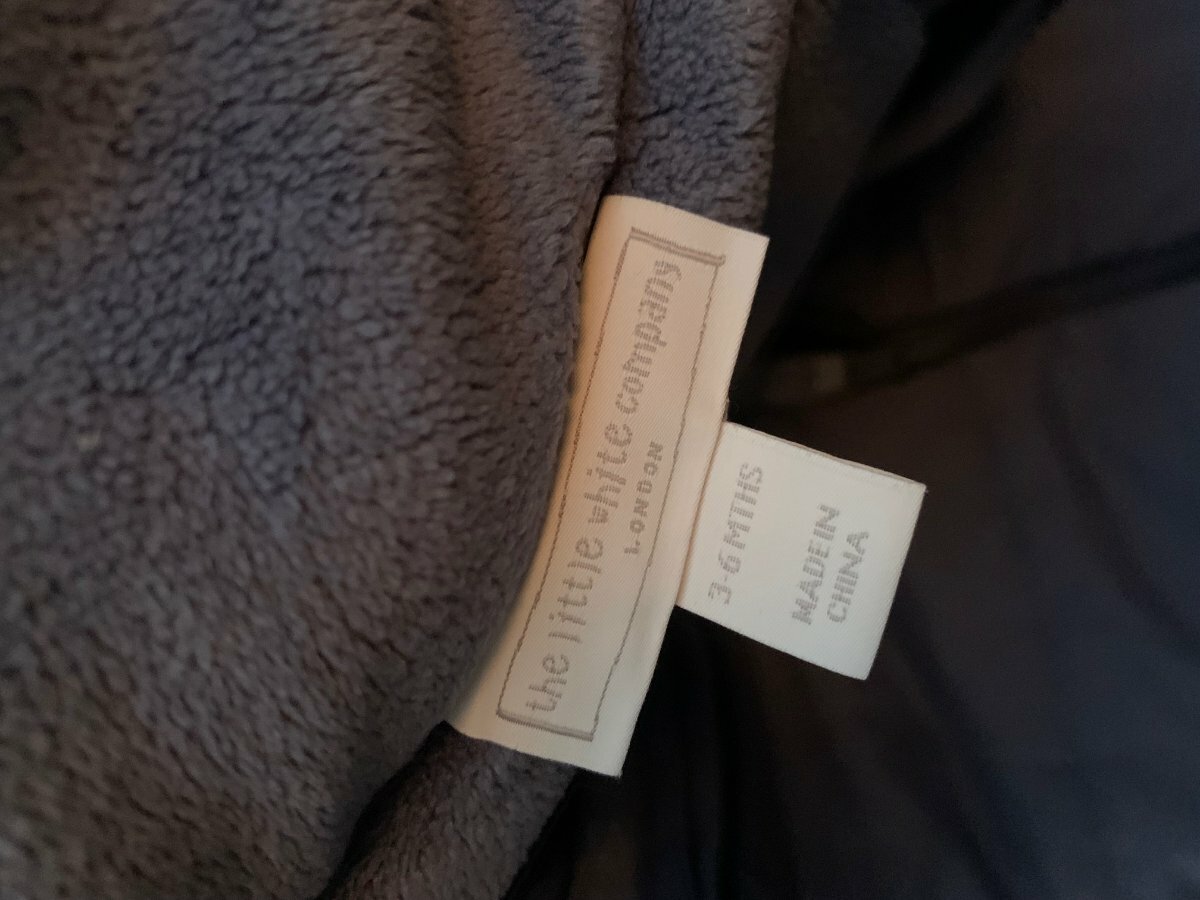 the little white company
LONDON
3-6 MTHS
MADE IN
CHINA